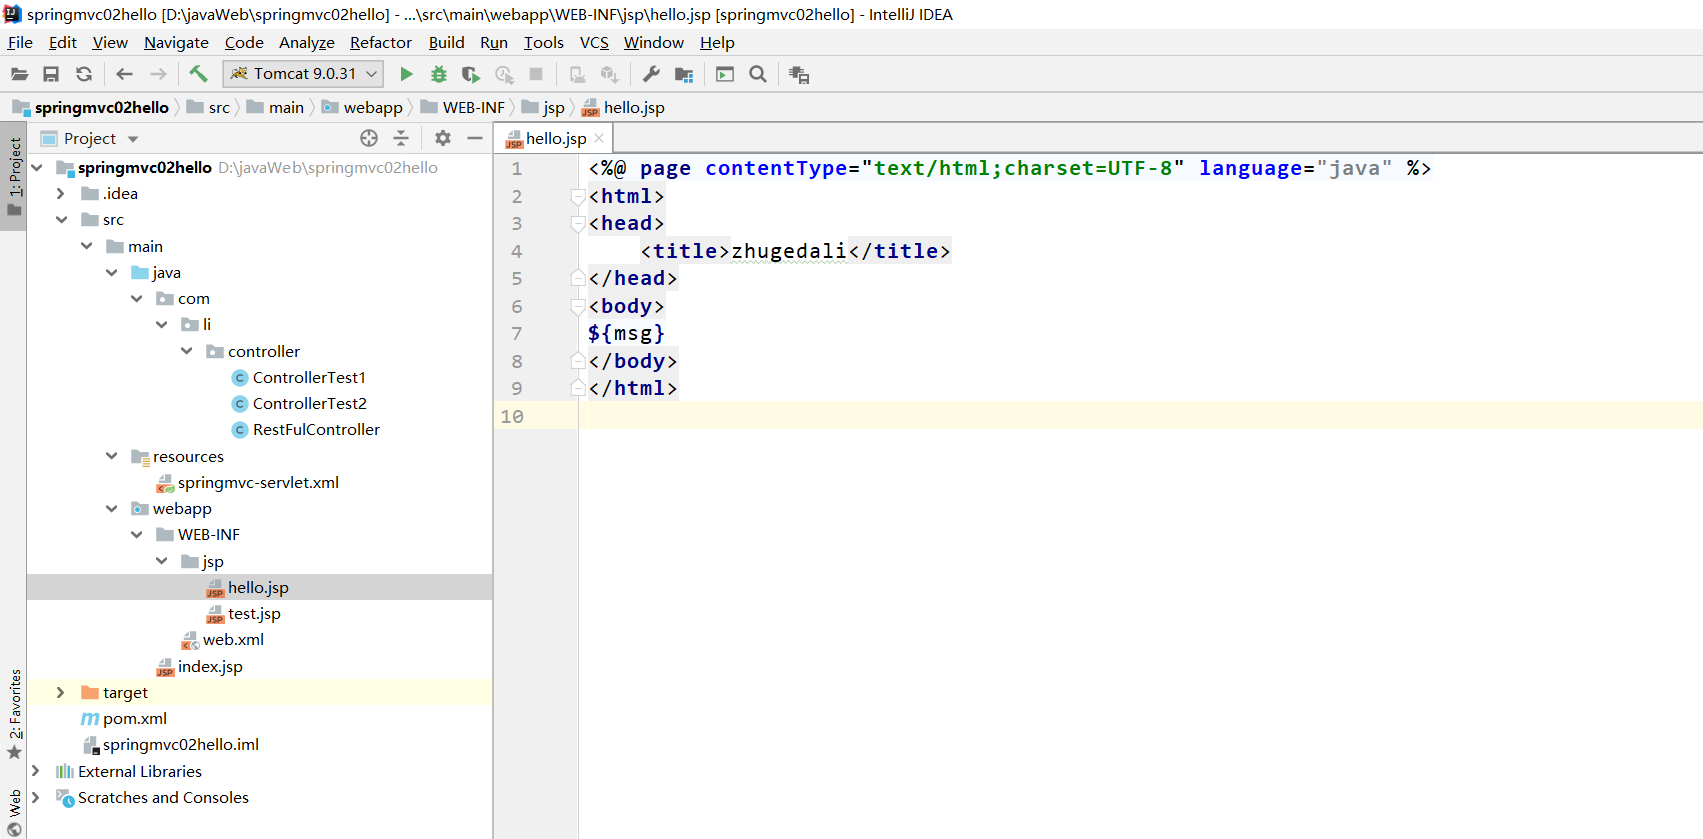 springmvc02hello [D:\javaWeb\springmvc02hello] - ...\src\main\webapp\WEB-INF\jsp\hello.jsp [springmvc02hello] - IntelliJ IDEA
File Edit View Navigate Code Analyze Refactor Build Run Tools VCS Window Help
Tomcat 9.0.31
springmvc02hello src main webapp WEB-INF jsp hello.jsp
1: Project
2: Favorites
Web
Project
springmvc02hello D:\javaWeb\springmvc02hello
.idea
src
main
java
com
li
controller
ControllerTest1
ControllerTest2
RestFulController
resources
springmvc-servlet.xml
webapp
WEB-INF
jsp
hello.jsp
test.jsp
web.xml
index.jsp
target
pom.xml
springmvc02hello.iml
External Libraries
Scratches and Consoles
hello.jsp
1 <%@ page contentType="text/html;charset=UTF-8" language="java" %>
2 <html>
3 <head>
4     <title>zhugedali</title>
5 </head>
6 <body>
7 ${msg}
8 </body>
9 </html>
10